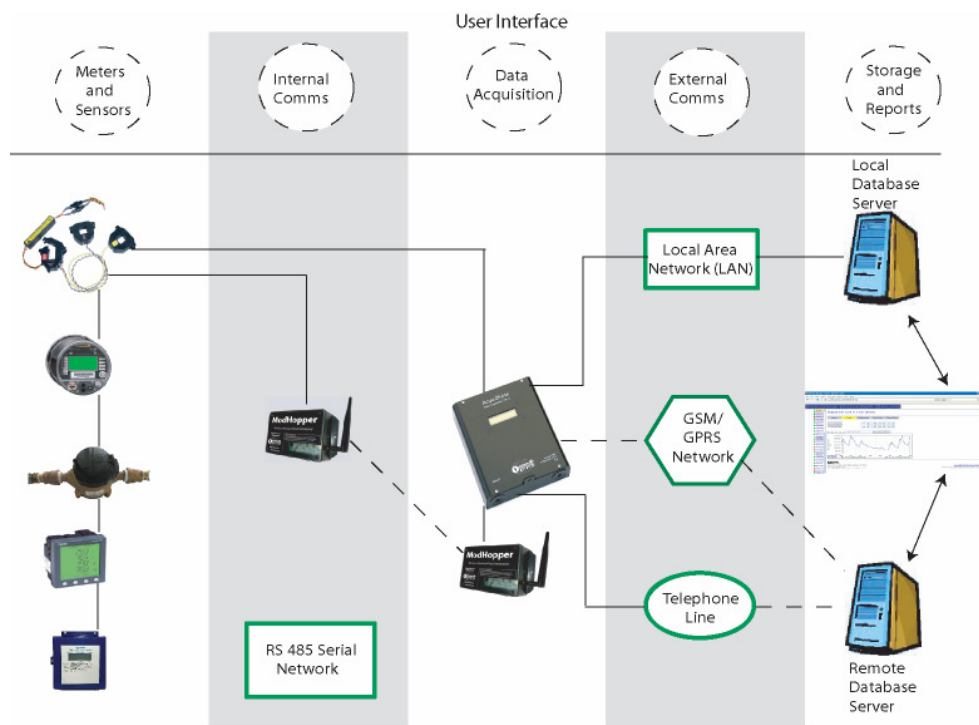 User Interface
Meters
and
Sensors
Internal
Comms
Data
Acquisition
External
Comms
Storage
and
Reports
Local
Database
Server
Local Area
Network (LAN)
ModHopper
AcquiSuite
GSM/
GPRS
Network
ModHopper
Telephone
Line
RS 485 Serial
Network
Remote
Database
Server